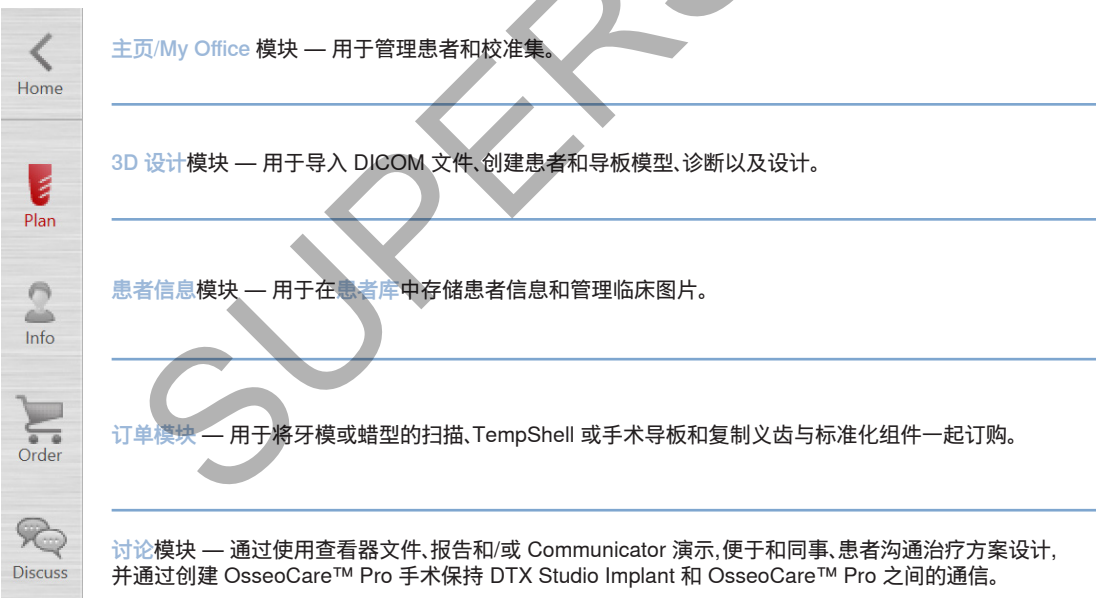 Home
主页/My Office 模块 — 用于管理患者和校准集。
Plan
3D 设计模块 — 用于导入 DICOM 文件、创建患者和导板模型、诊断以及设计。
Info
患者信息模块 — 用于在患者库中存储患者信息和管理临床图片。
Order
订单模块 — 用于将牙模或蜡型的扫描、TempShell 或手术导板和复制义齿与标准化组件一起订购。
Discuss
讨论模块 — 通过使用查看器文件、报告和/或 Communicator 演示,便于和同事、患者沟通治疗方案设计,
并通过创建 OsseoCare™ Pro 手术保持 DTX Studio Implant 和 OsseoCare™ Pro 之间的通信。
SUPERS